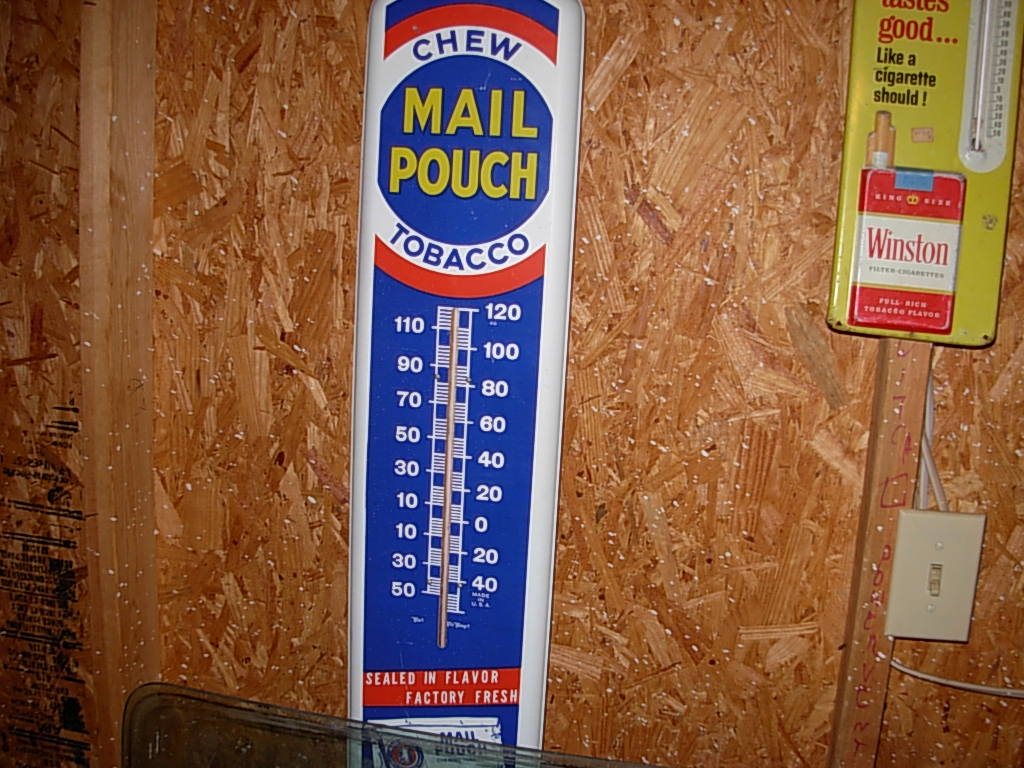 CHEW
MAIL
POUCH
TOBACCO
120
110
100
90
80
70
60
50
40
30
20
10
0
10
20
30
40
50
MADE
IN
U.S.A.
SEALED IN FLAVOR
FACTORY FRESH
MAIL
POUCH
tastes
good...
Like a
cigarette
should!
KING SIZE
Winston
FILTER-CIGARETTES
FULL-RICH
TOBACCO FLAVOR